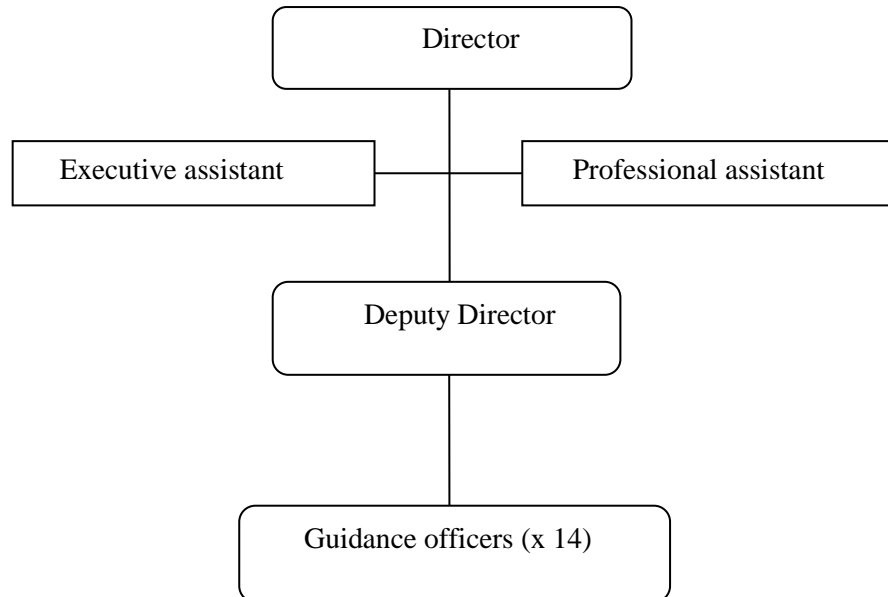 Director
Executive assistant
Professional assistant
Deputy Director
Guidance officers (x 14)